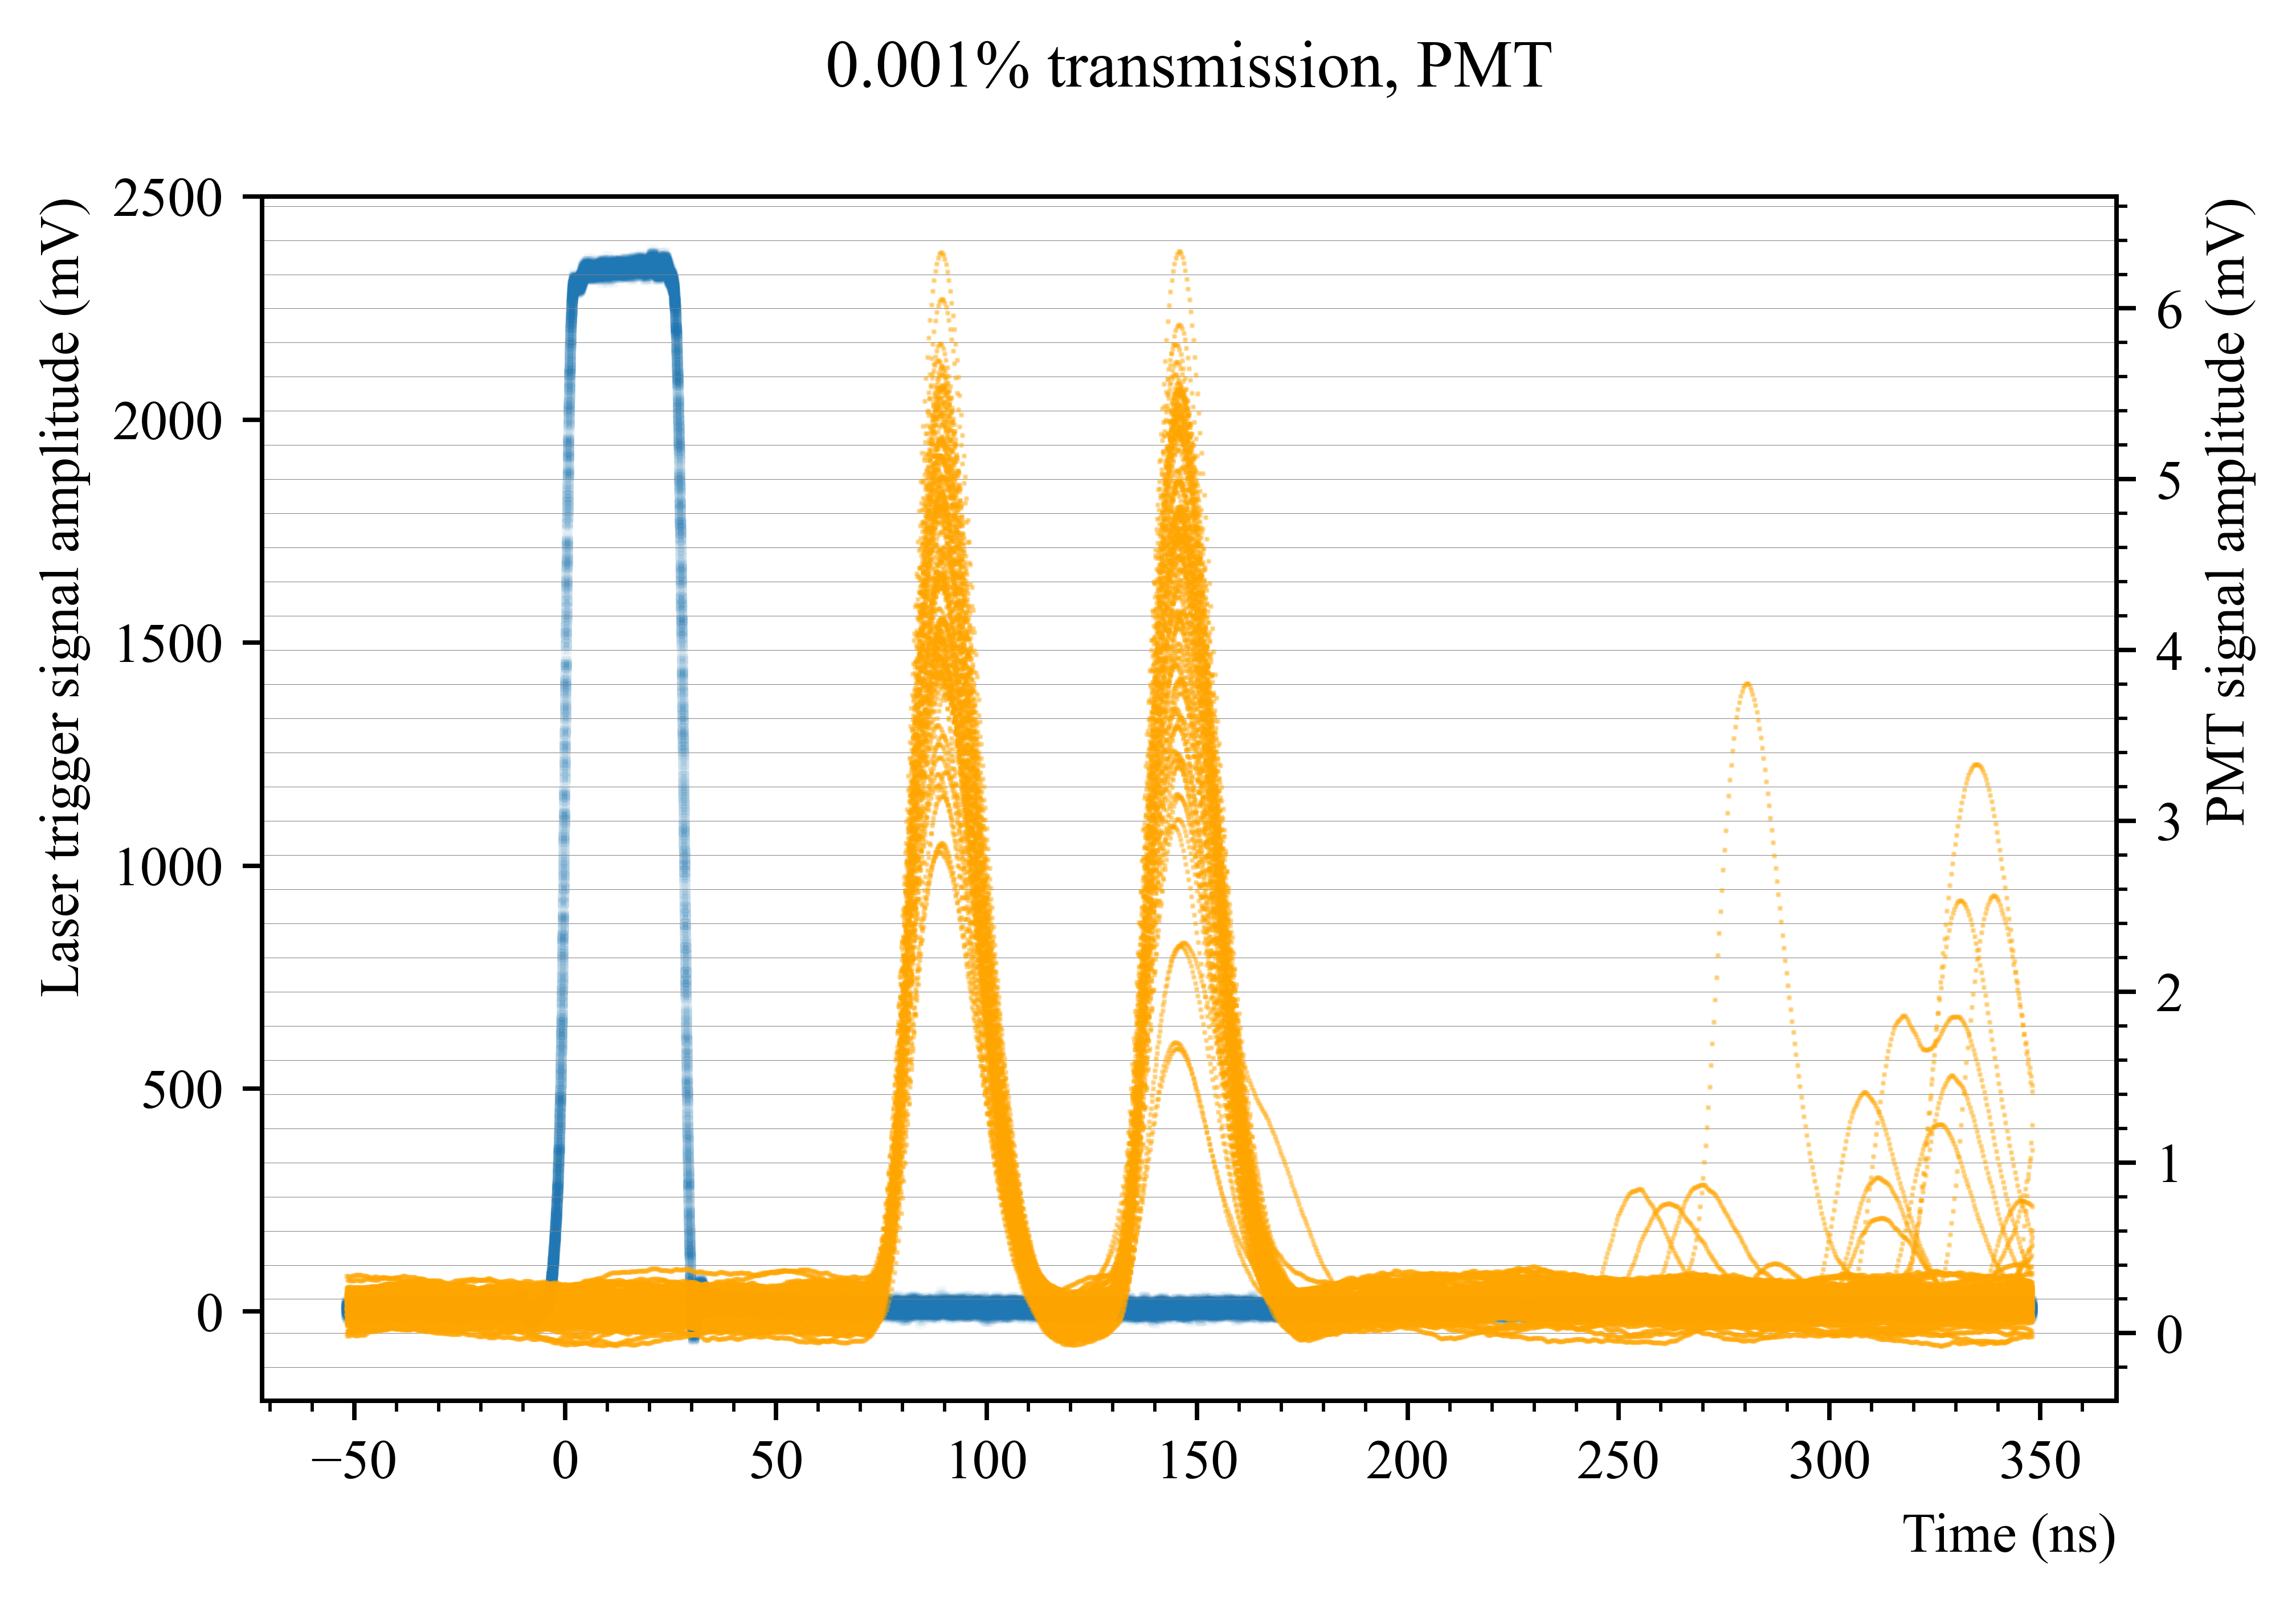 0.001% transmission, PMT
Laser trigger signal amplitude (mV)
2500
2000
1500
1000
500
0
PMT signal amplitude (mV)
6
5
4
3
2
1
0
−50 0 50 100 150 200 250 300 350
Time (ns)